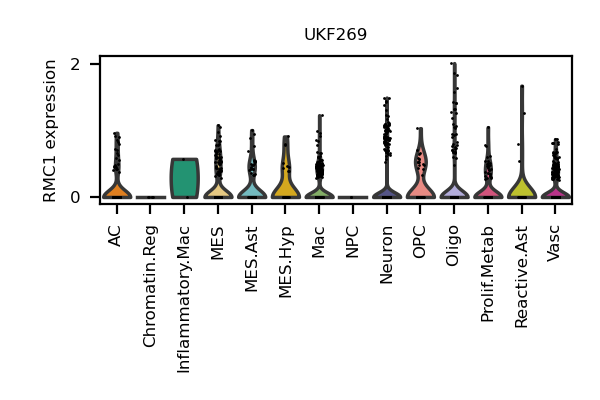 UKF269
RMC1 expression
2
0
AC
Chromatin.Reg
Inflammatory.Mac
MES
MES.Ast
MES.Hyp
Mac
NPC
Neuron
OPC
Oligo
Prolif.Metab
Reactive.Ast
Vasc